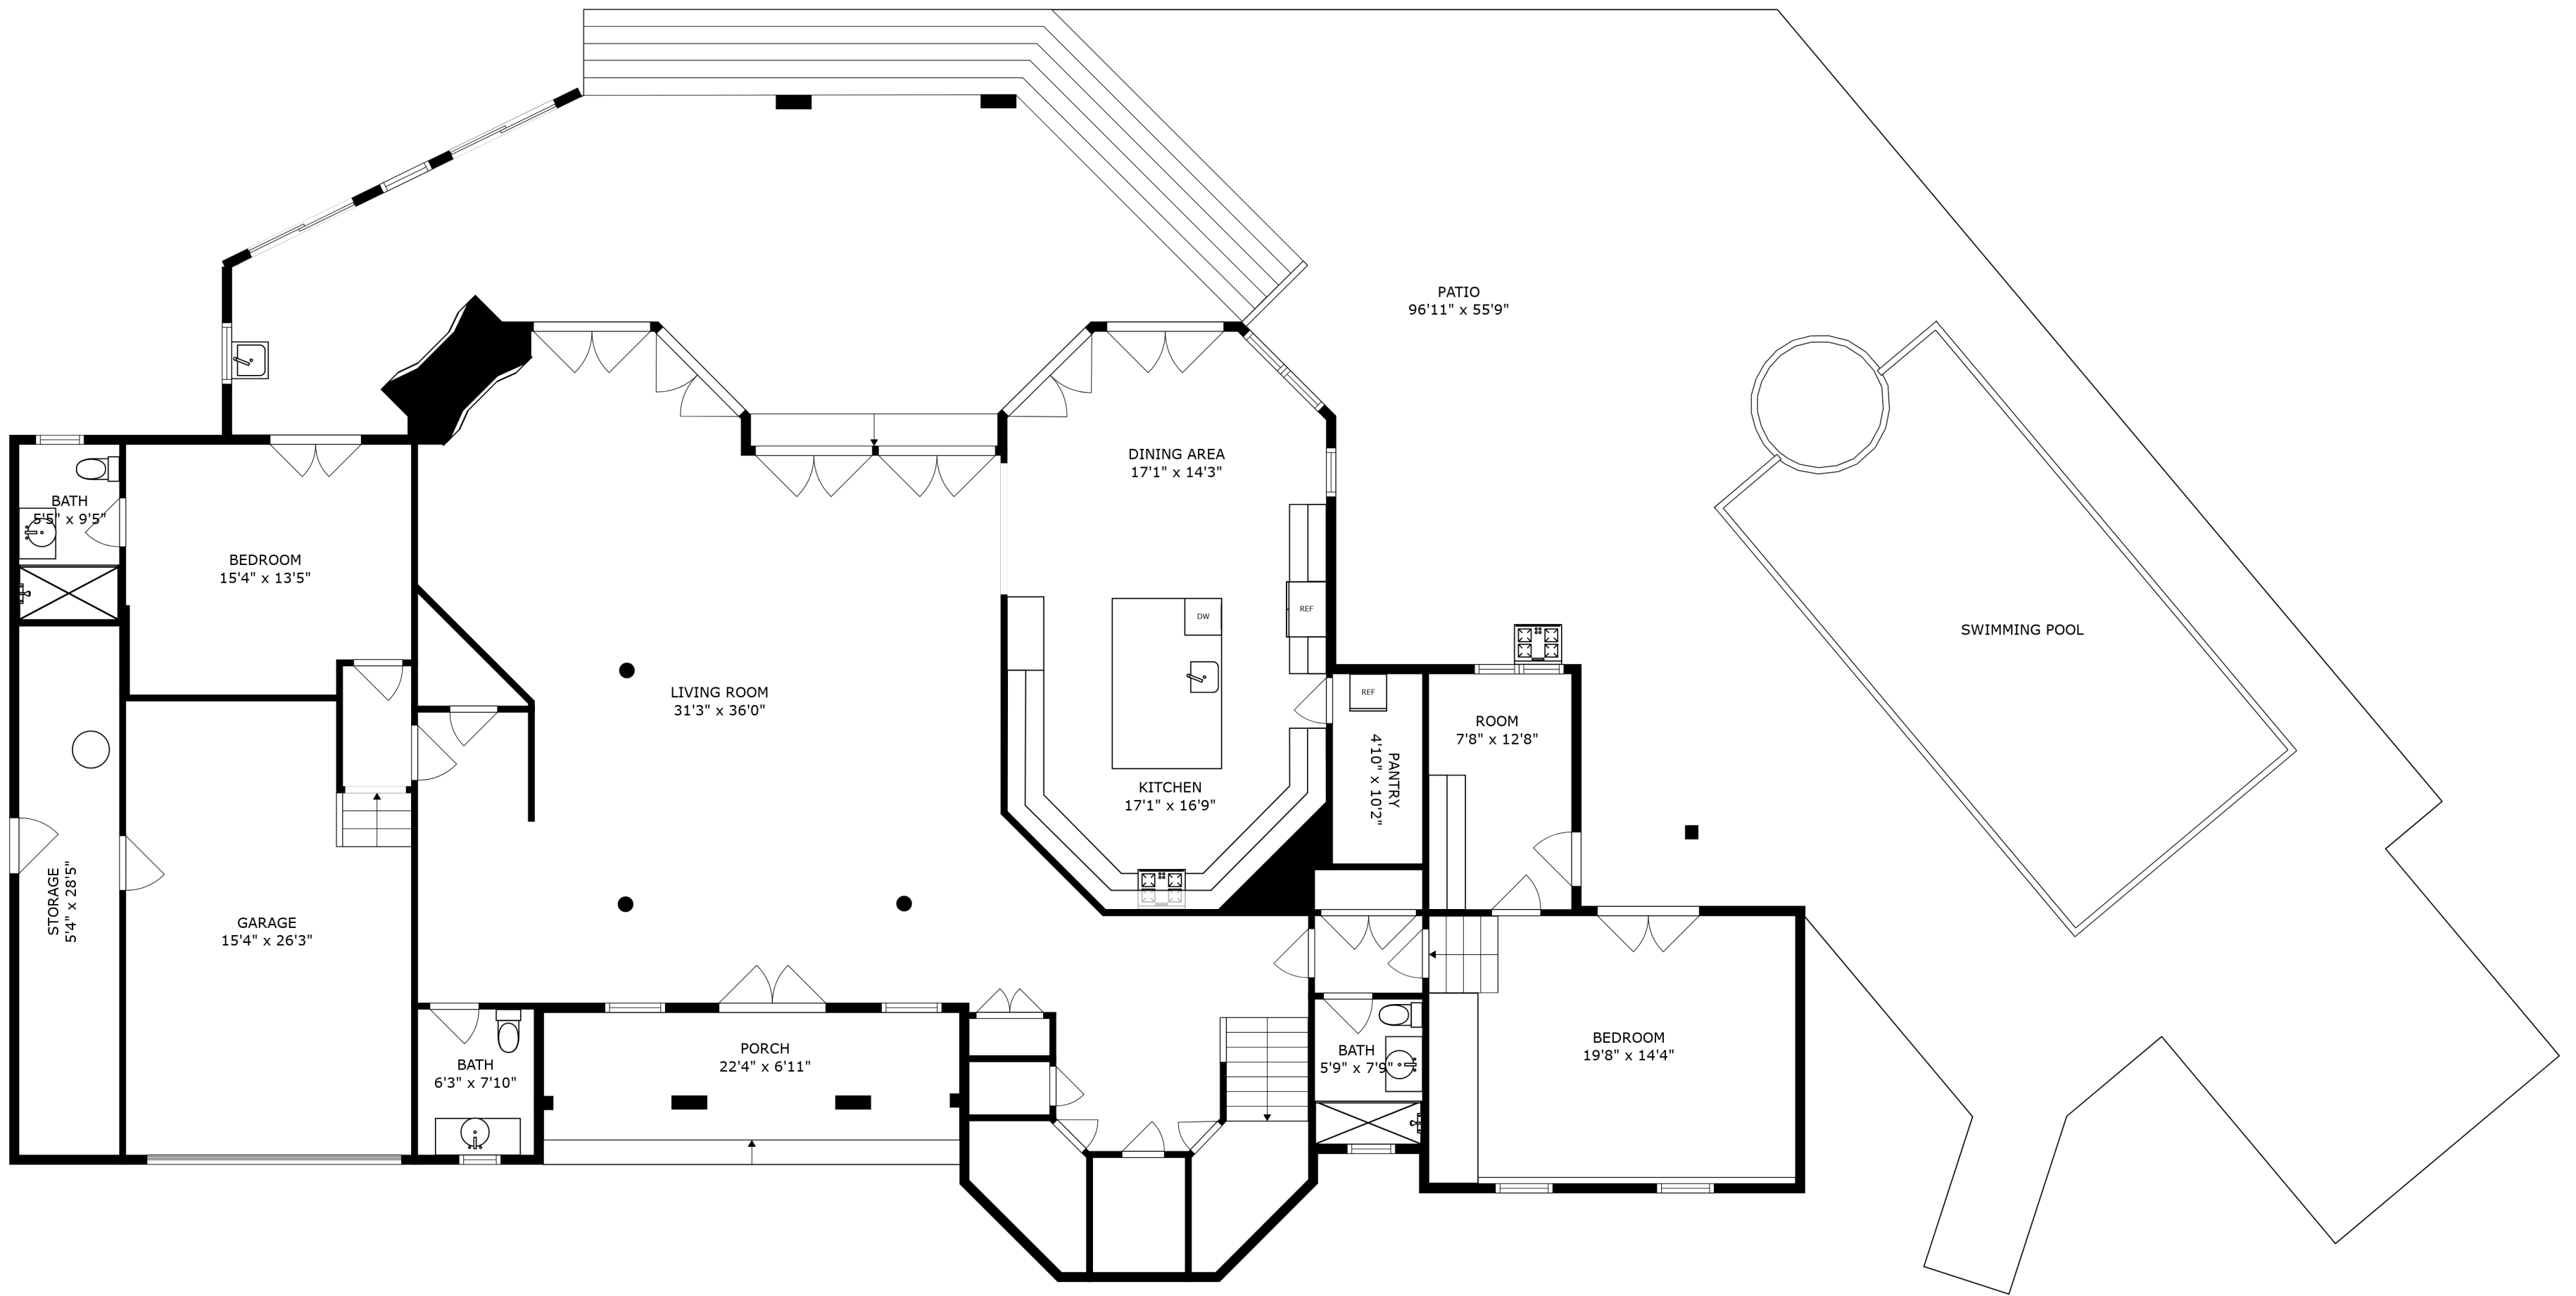 PATIO
96'11" x 55'9"
DINING AREA
17'1" x 14'3"
BATH
5'5" x 9'5"
BEDROOM
15'4" x 13'5"
REF
DW
SWIMMING POOL
LIVING ROOM
31'3" x 36'0"
REF
ROOM
7'8" x 12'8"
PANTRY
4'10" x 10'2"
KITCHEN
17'1" x 16'9"
STORAGE
5'4" x 28'5"
GARAGE
15'4" x 26'3"
BEDROOM
19'8" x 14'4"
PORCH
22'4" x 6'11"
BATH
5'9" x 7'9"
BATH
6'3" x 7'10"